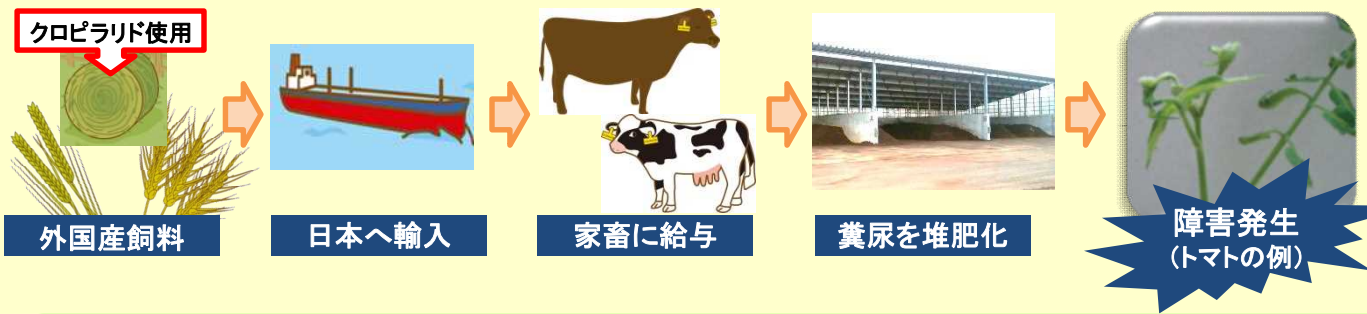 クロピラリド使用
外国産飼料
日本へ輸入
家畜に給与
糞尿を堆肥化
障害発生
(トマトの例)